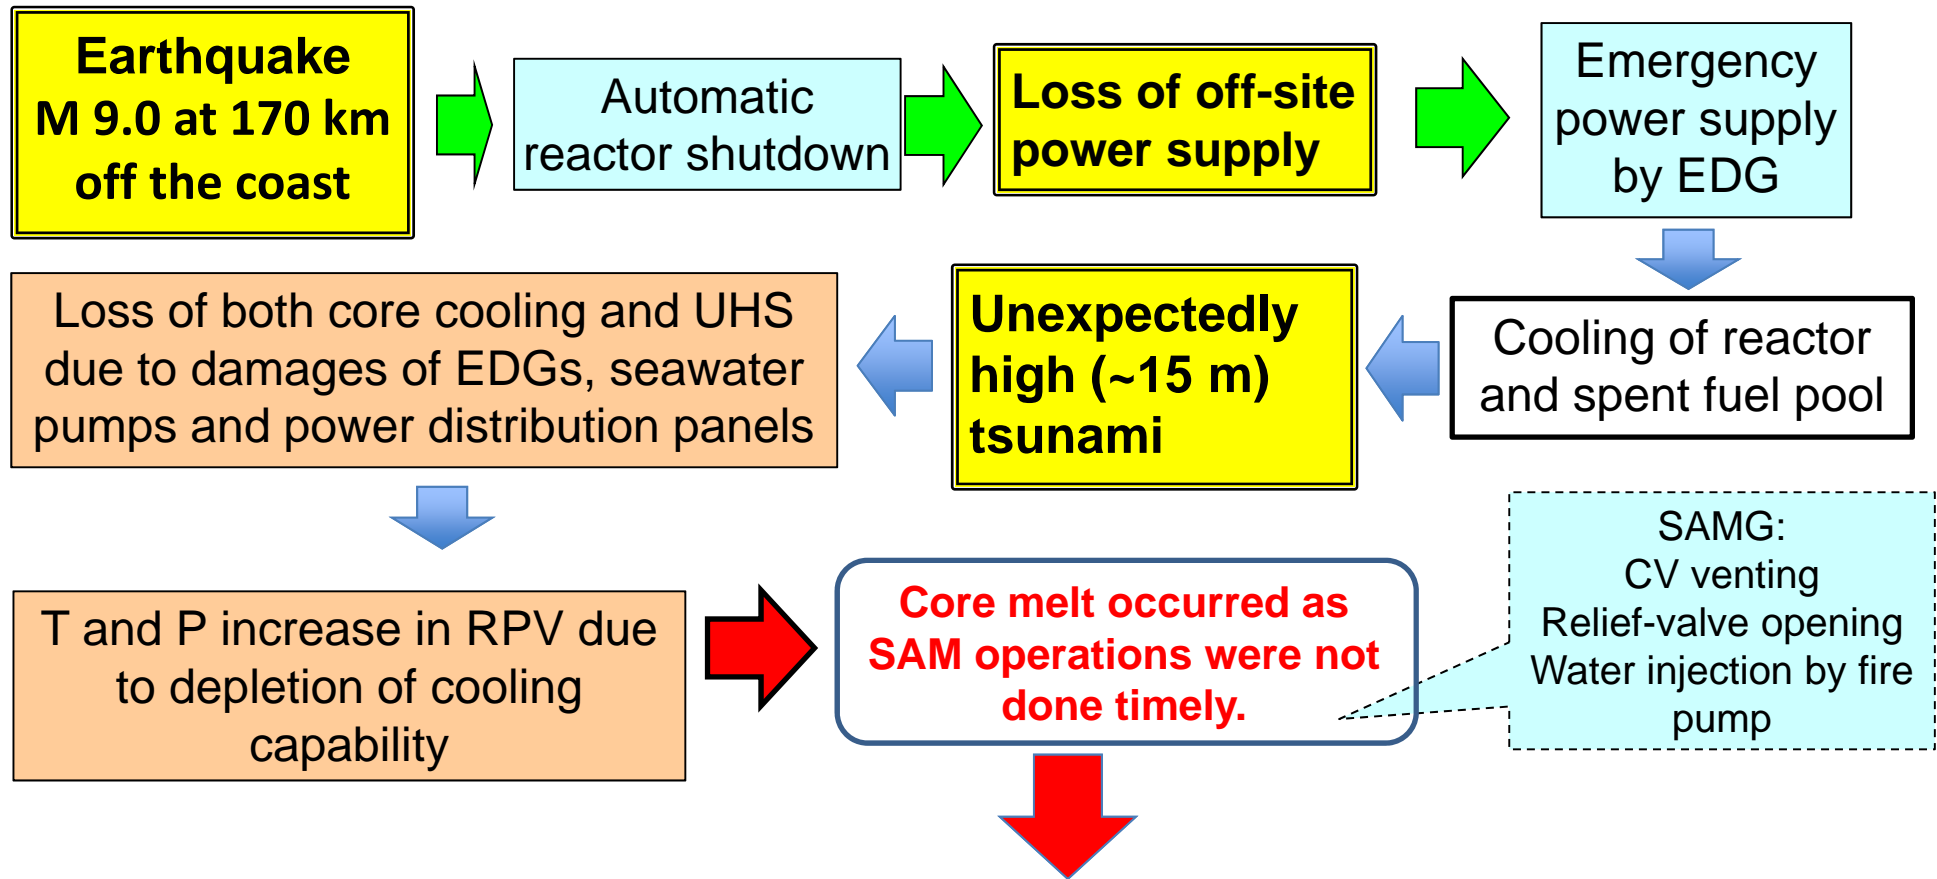 Earthquake
M 9.0 at 170 km
off the coast
Automatic
reactor shutdown
Loss of off-site
power supply
Emergency
power supply
by EDG
Cooling of reactor
and spent fuel pool
Unexpectedly
high (~15 m)
tsunami
Loss of both core cooling and UHS
due to damages of EDGs, seawater
pumps and power distribution panels
T and P increase in RPV due
to depletion of cooling
capability
Core melt occurred as
SAM operations were not
done timely.
SAMG:
CV venting
Relief-valve opening
Water injection by fire
pump